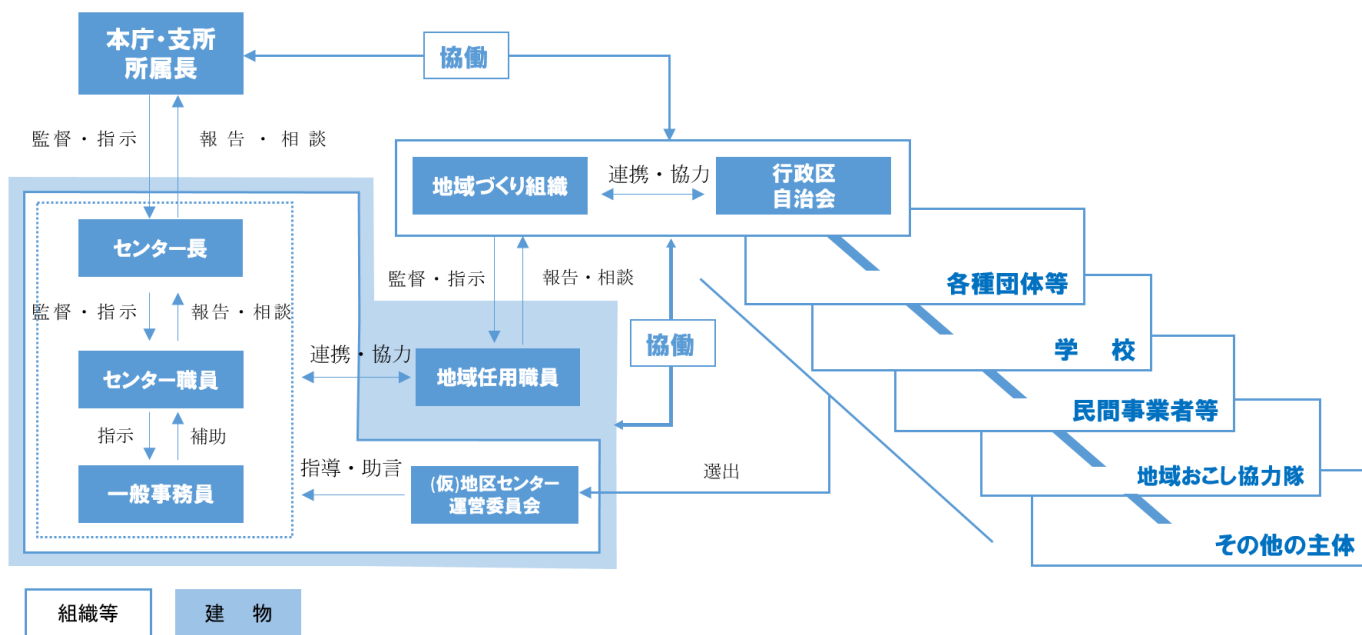 本庁・支所
所属長
協働
監督・指示
報告・相談
地域づくり組織
連携・協力
行政区
自治会
センター長
監督・指示
報告・相談
各種団体等
監督・指示
報告・相談
協働
学　校
連携・協力
センター職員
地域任用職員
民間事業者等
指示
補助
指導・助言
(仮)地区センター
運営委員会
選出
一般事務員
地域おこし協力隊
その他の主体
組織等
建　物